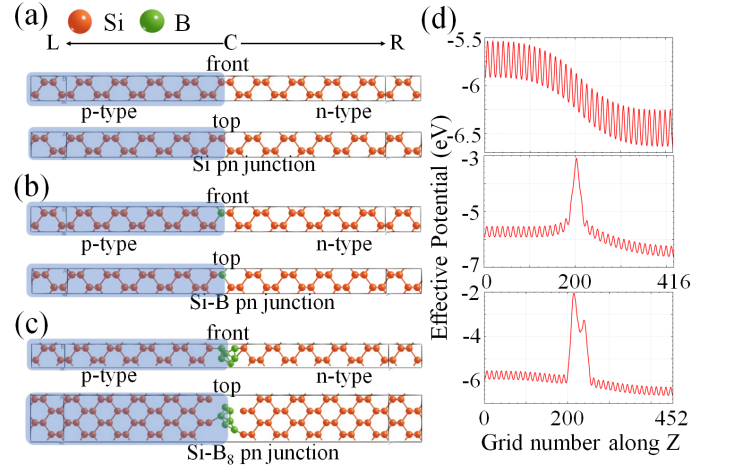 (a)
Si B
L C R
front
p-type n-type
top
Si pn junction
(b)
front
p-type n-type
top
Si-B pn junction
(c)
front
p-type n-type
top
Si-B₈ pn junction
(d)
-5.5
-6
-6.5
-3
-5
-7
0 200 416
-2
-4
-6
0 200 452
Effective Potential (eV)
Grid number along Z